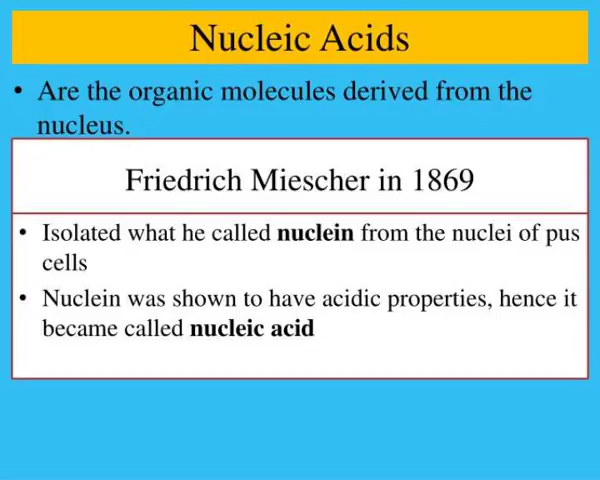 Nucleic Acids
• Are the organic molecules derived from the
nucleus.
Friedrich Miescher in 1869
• Isolated what he called nuclein from the nuclei of pus
cells
• Nuclein was shown to have acidic properties, hence it
became called nucleic acid